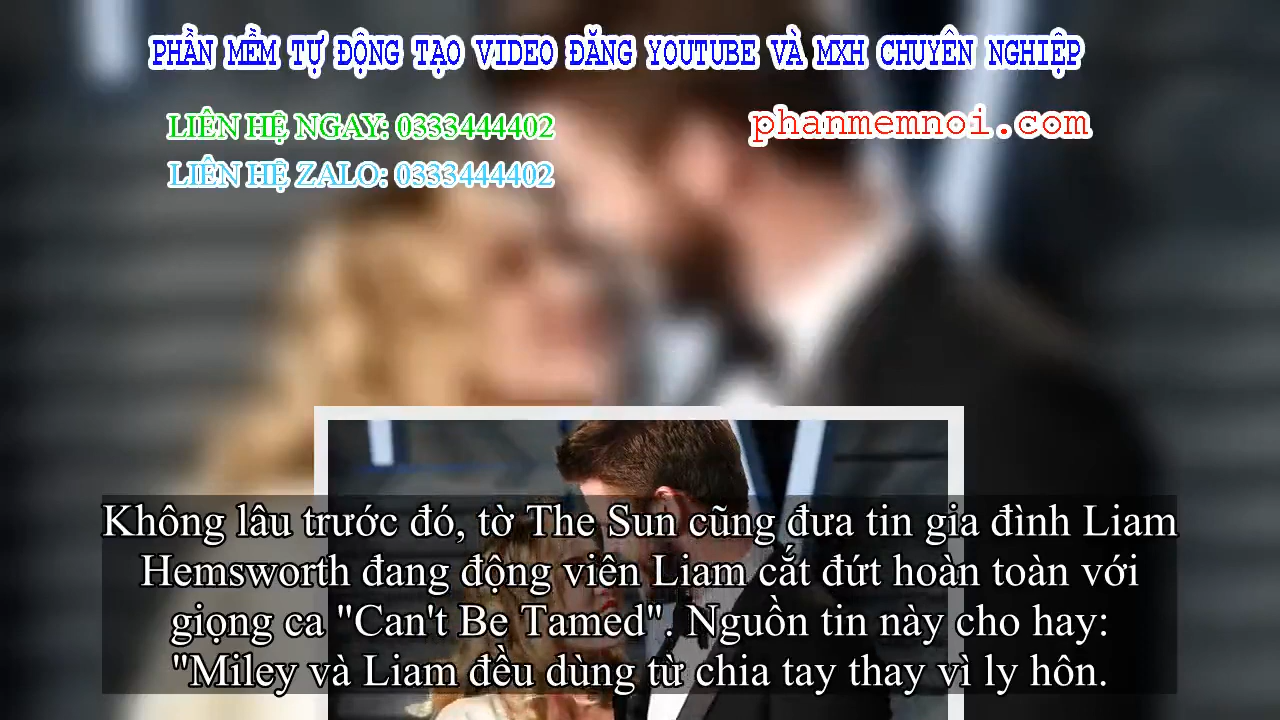 PHẦN MỀM TỰ ĐỘNG TẠO VIDEO ĐĂNG YOUTUBE VÀ MXH CHUYÊN NGHIỆP
LIÊN HỆ NGAY: 0333444402
phanmemnoi.com
LIÊN HỆ ZALO: 0333444402
Không lâu trước đó, tờ The Sun cũng đưa tin gia đình Liam
Hemsworth đang động viên Liam cắt đứt hoàn toàn với
giọng ca "Can't Be Tamed". Nguồn tin này cho hay:
"Miley và Liam đều dùng từ chia tay thay vì ly hôn.